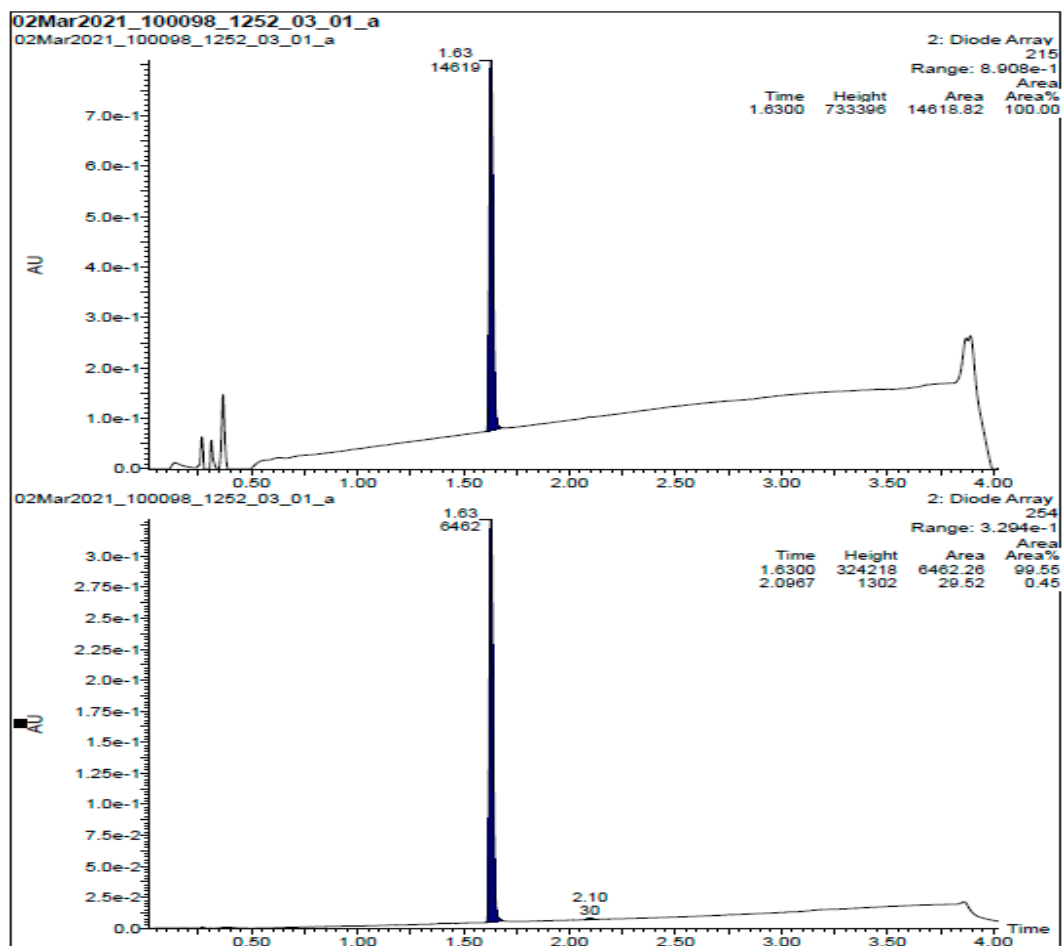 02Mar2021_100098_1252_03_01_a
02Mar2021_100098_1252_03_01_a
2: Diode Array
215
Range: 8.908e-1
Area
Time Height Area Area%
1.6300 733396 14618.82 100.00
1.63
14619
AU
7.0e-1
6.0e-1
5.0e-1
4.0e-1
3.0e-1
2.0e-1
1.0e-1
0.0
0.50 1.00 1.50 2.00 2.50 3.00 3.50 4.00
02Mar2021_100098_1252_03_01_a
2: Diode Array
254
Range: 3.294e-1
Area
Time Height Area Area%
1.6300 324218 6462.26 99.55
2.0967 1302 29.52 0.45
1.63
6462
AU
3.0e-1
2.75e-1
2.5e-1
2.25e-1
2.0e-1
1.75e-1
1.5e-1
1.25e-1
1.0e-1
7.5e-2
5.0e-2
2.5e-2
0.0
2.10
30
Time
0.50 1.00 1.50 2.00 2.50 3.00 3.50 4.00